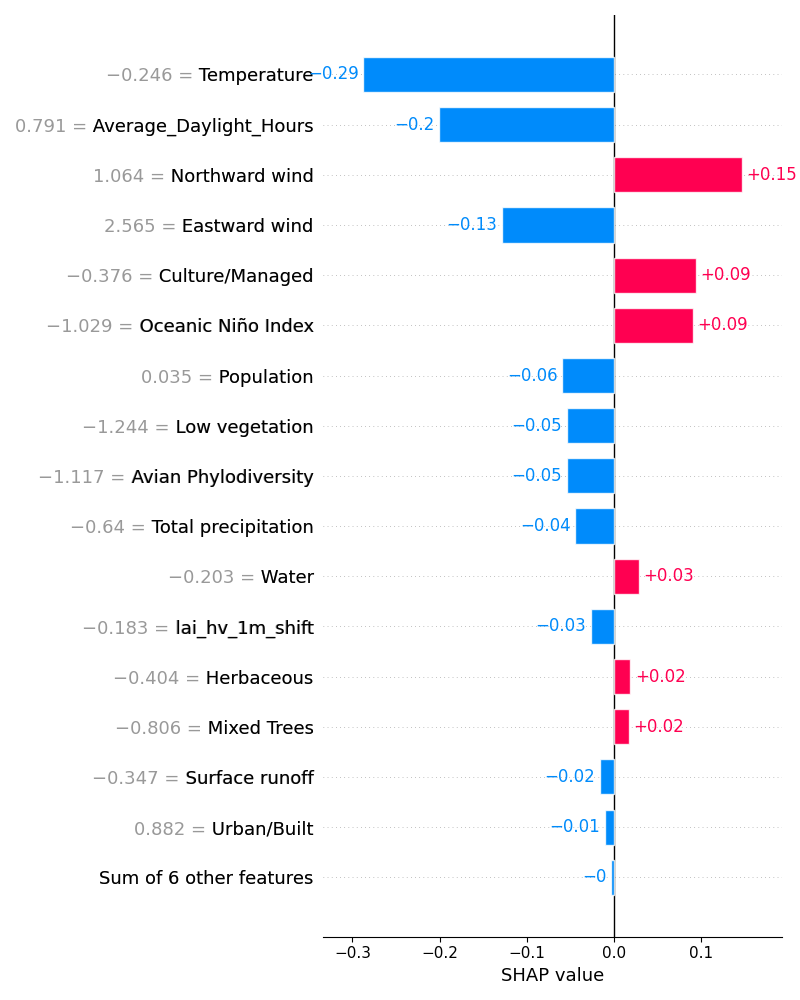 −0.246 = Temperature −0.29
0.791 = Average_Daylight_Hours −0.2
1.064 = Northward wind +0.15
2.565 = Eastward wind −0.13
−0.376 = Culture/Managed +0.09
−1.029 = Oceanic Niño Index +0.09
0.035 = Population −0.06
−1.244 = Low vegetation −0.05
−1.117 = Avian Phylodiversity −0.05
−0.64 = Total precipitation −0.04
−0.203 = Water +0.03
−0.183 = lai_hv_1m_shift −0.03
−0.404 = Herbaceous +0.02
−0.806 = Mixed Trees +0.02
−0.347 = Surface runoff −0.02
0.882 = Urban/Built −0.01
Sum of 6 other features −0
−0.3 −0.2 −0.1 0.0 0.1
SHAP value